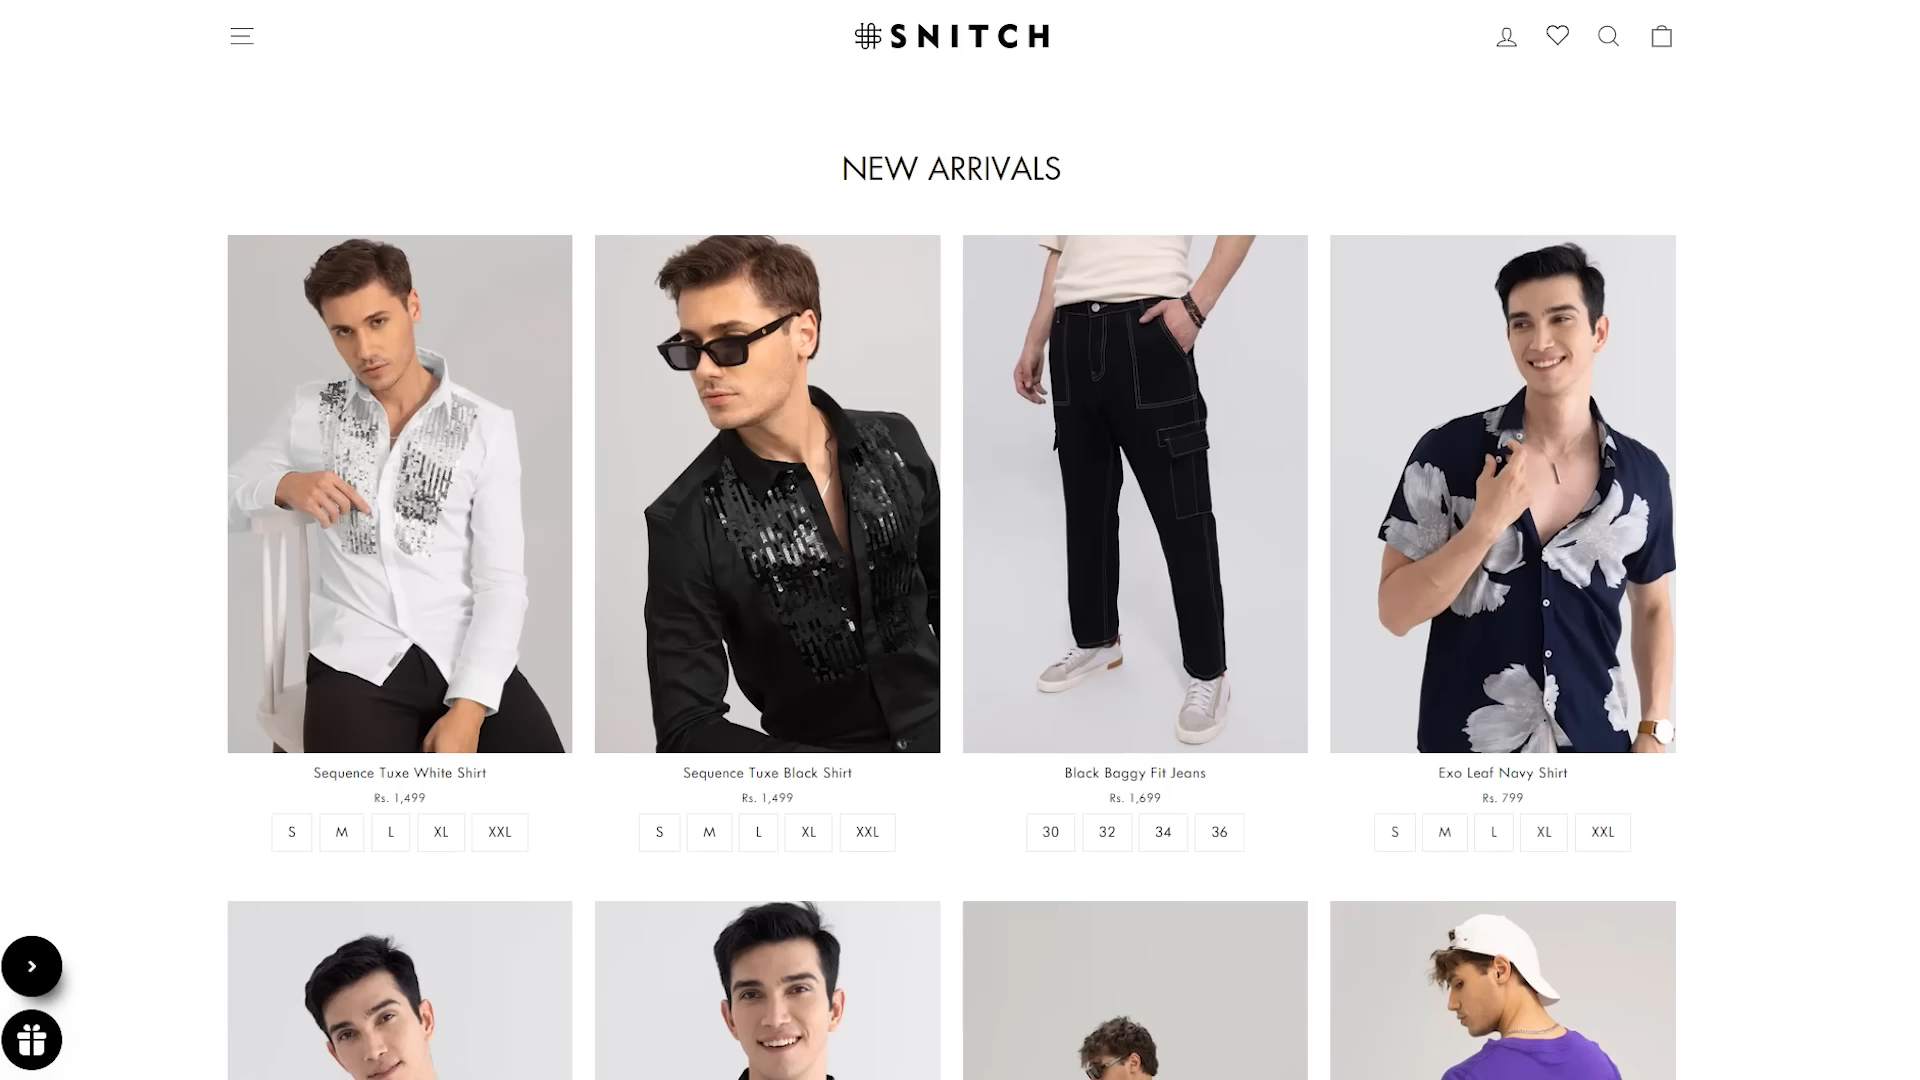 SNITCH
NEW ARRIVALS
Sequence Tuxe White Shirt
Rs. 1,499
S M L XL XXL
Sequence Tuxe Black Shirt
Rs. 1,499
S M L XL XXL
Black Baggy Fit Jeans
Rs. 1,699
30 32 34 36
Exo Leaf Navy Shirt
Rs. 799
S M L XL XXL